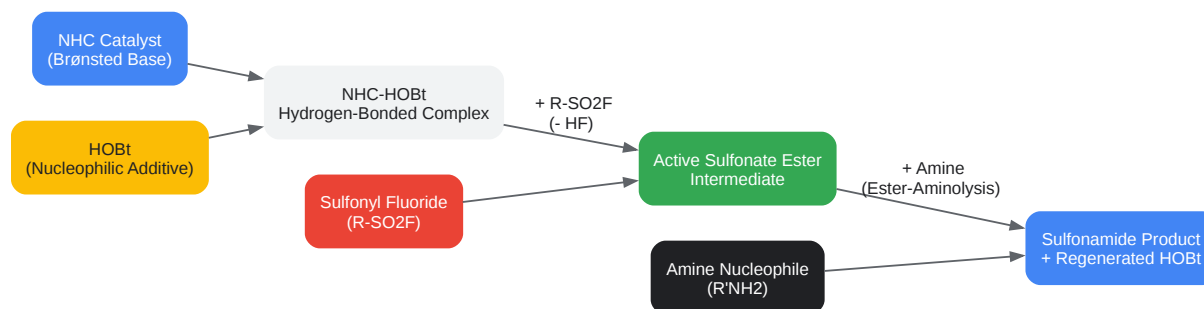 NHC Catalyst
(Brønsted Base)
HOBt
(Nucleophilic Additive)
NHC-HOBt
Hydrogen-Bonded Complex
+ R-SO2F
(- HF)
Sulfonyl Fluoride
(R-SO2F)
Active Sulfonate Ester
Intermediate
+ Amine
(Ester-Aminolysis)
Amine Nucleophile
(R'NH2)
Sulfonamide Product
+ Regenerated HOBt